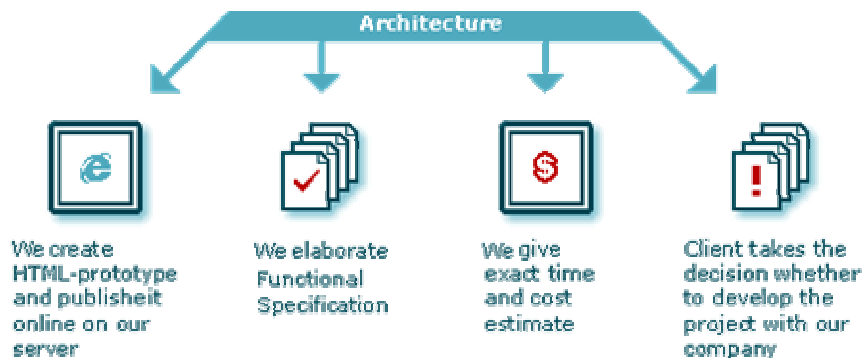 Architecture
We create
HTML-prototype
and publisheit
online on our
server
We elaborate
Functional
Specification
We give
exact time
and cost
estimate
Client takes the
decision whether
to develop the
project with our
company
e
$
!